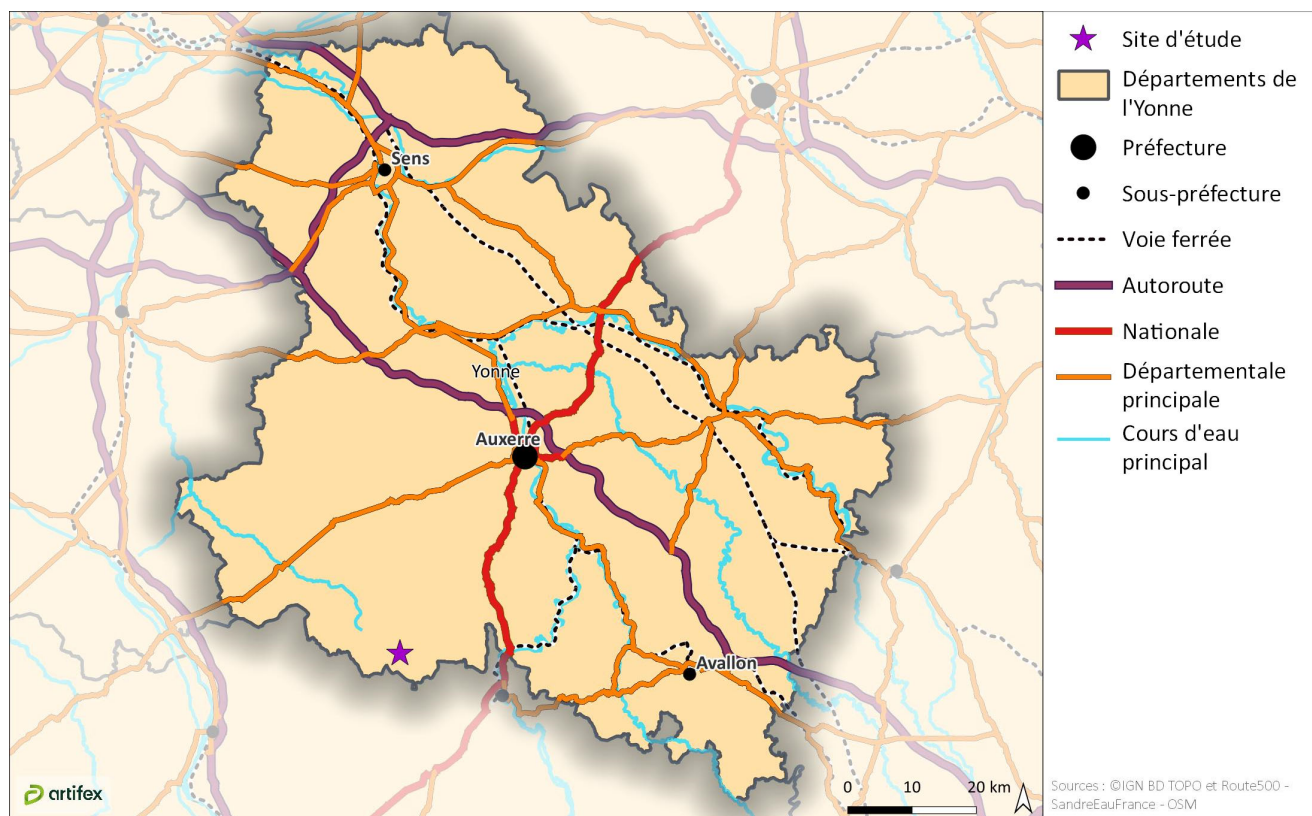 Sens
Yonne
Auxerre
Avallon
artifex
0 10 20 km
Site d'étude
Départements de
l'Yonne
Préfecture
Sous-préfecture
Voie ferrée
Autoroute
Nationale
Départementale
principale
Cours d'eau
principal
Sources : ©IGN BD TOPO et Route500 -
SandreEauFrance - OSM